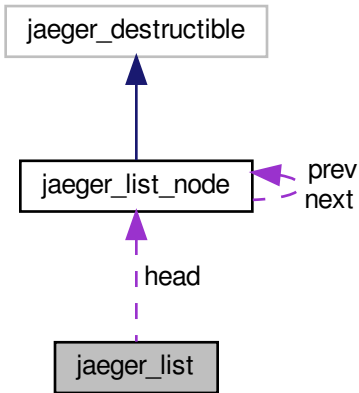 jaeger_destructible
jaeger_list_node
prev
next
head
jaeger_list